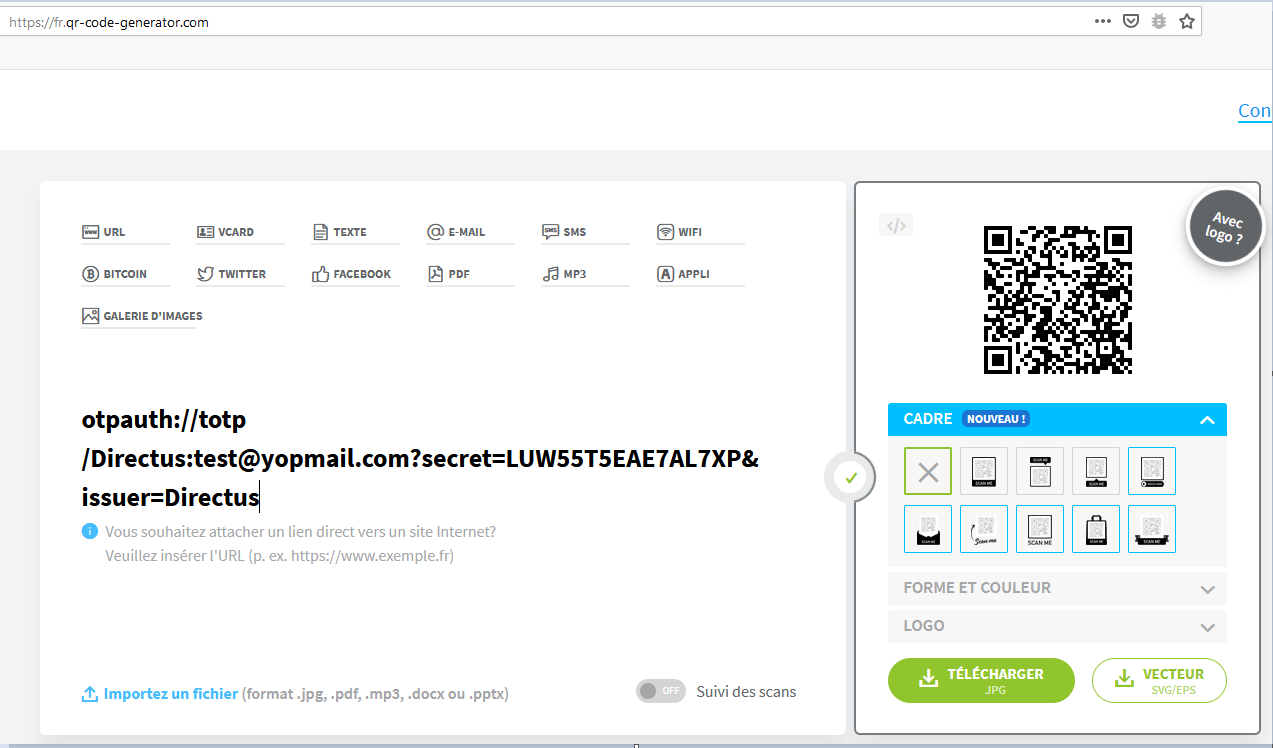 https://fr.qr-code-generator.com
Con
URL
VCARD
TEXTE
E-MAIL
SMS
WIFI
BITCOIN
TWITTER
FACEBOOK
PDF
MP3
APPLI
GALERIE D'IMAGES
otpauth://totp
/Directus:test@yopmail.com?secret=LUW55T5EAE7AL7XP&
issuer=Directus
Vous souhaitez attacher un lien direct vers un site Internet?
Veuillez insérer l'URL (p. ex. https://www.exemple.fr)
Importez un fichier (format .jpg, .pdf, .mp3, .docx ou .pptx)
OFF Suivi des scans
</>
Avec
logo ?
CADRE NOUVEAU !
SCAN ME
SCAN ME
SCAN ME
SCAN ME
Scan me
SCAN ME
SCAN ME
SCAN ME
FORME ET COULEUR
LOGO
TÉLÉCHARGER
JPG
VECTEUR
SVG/EPS